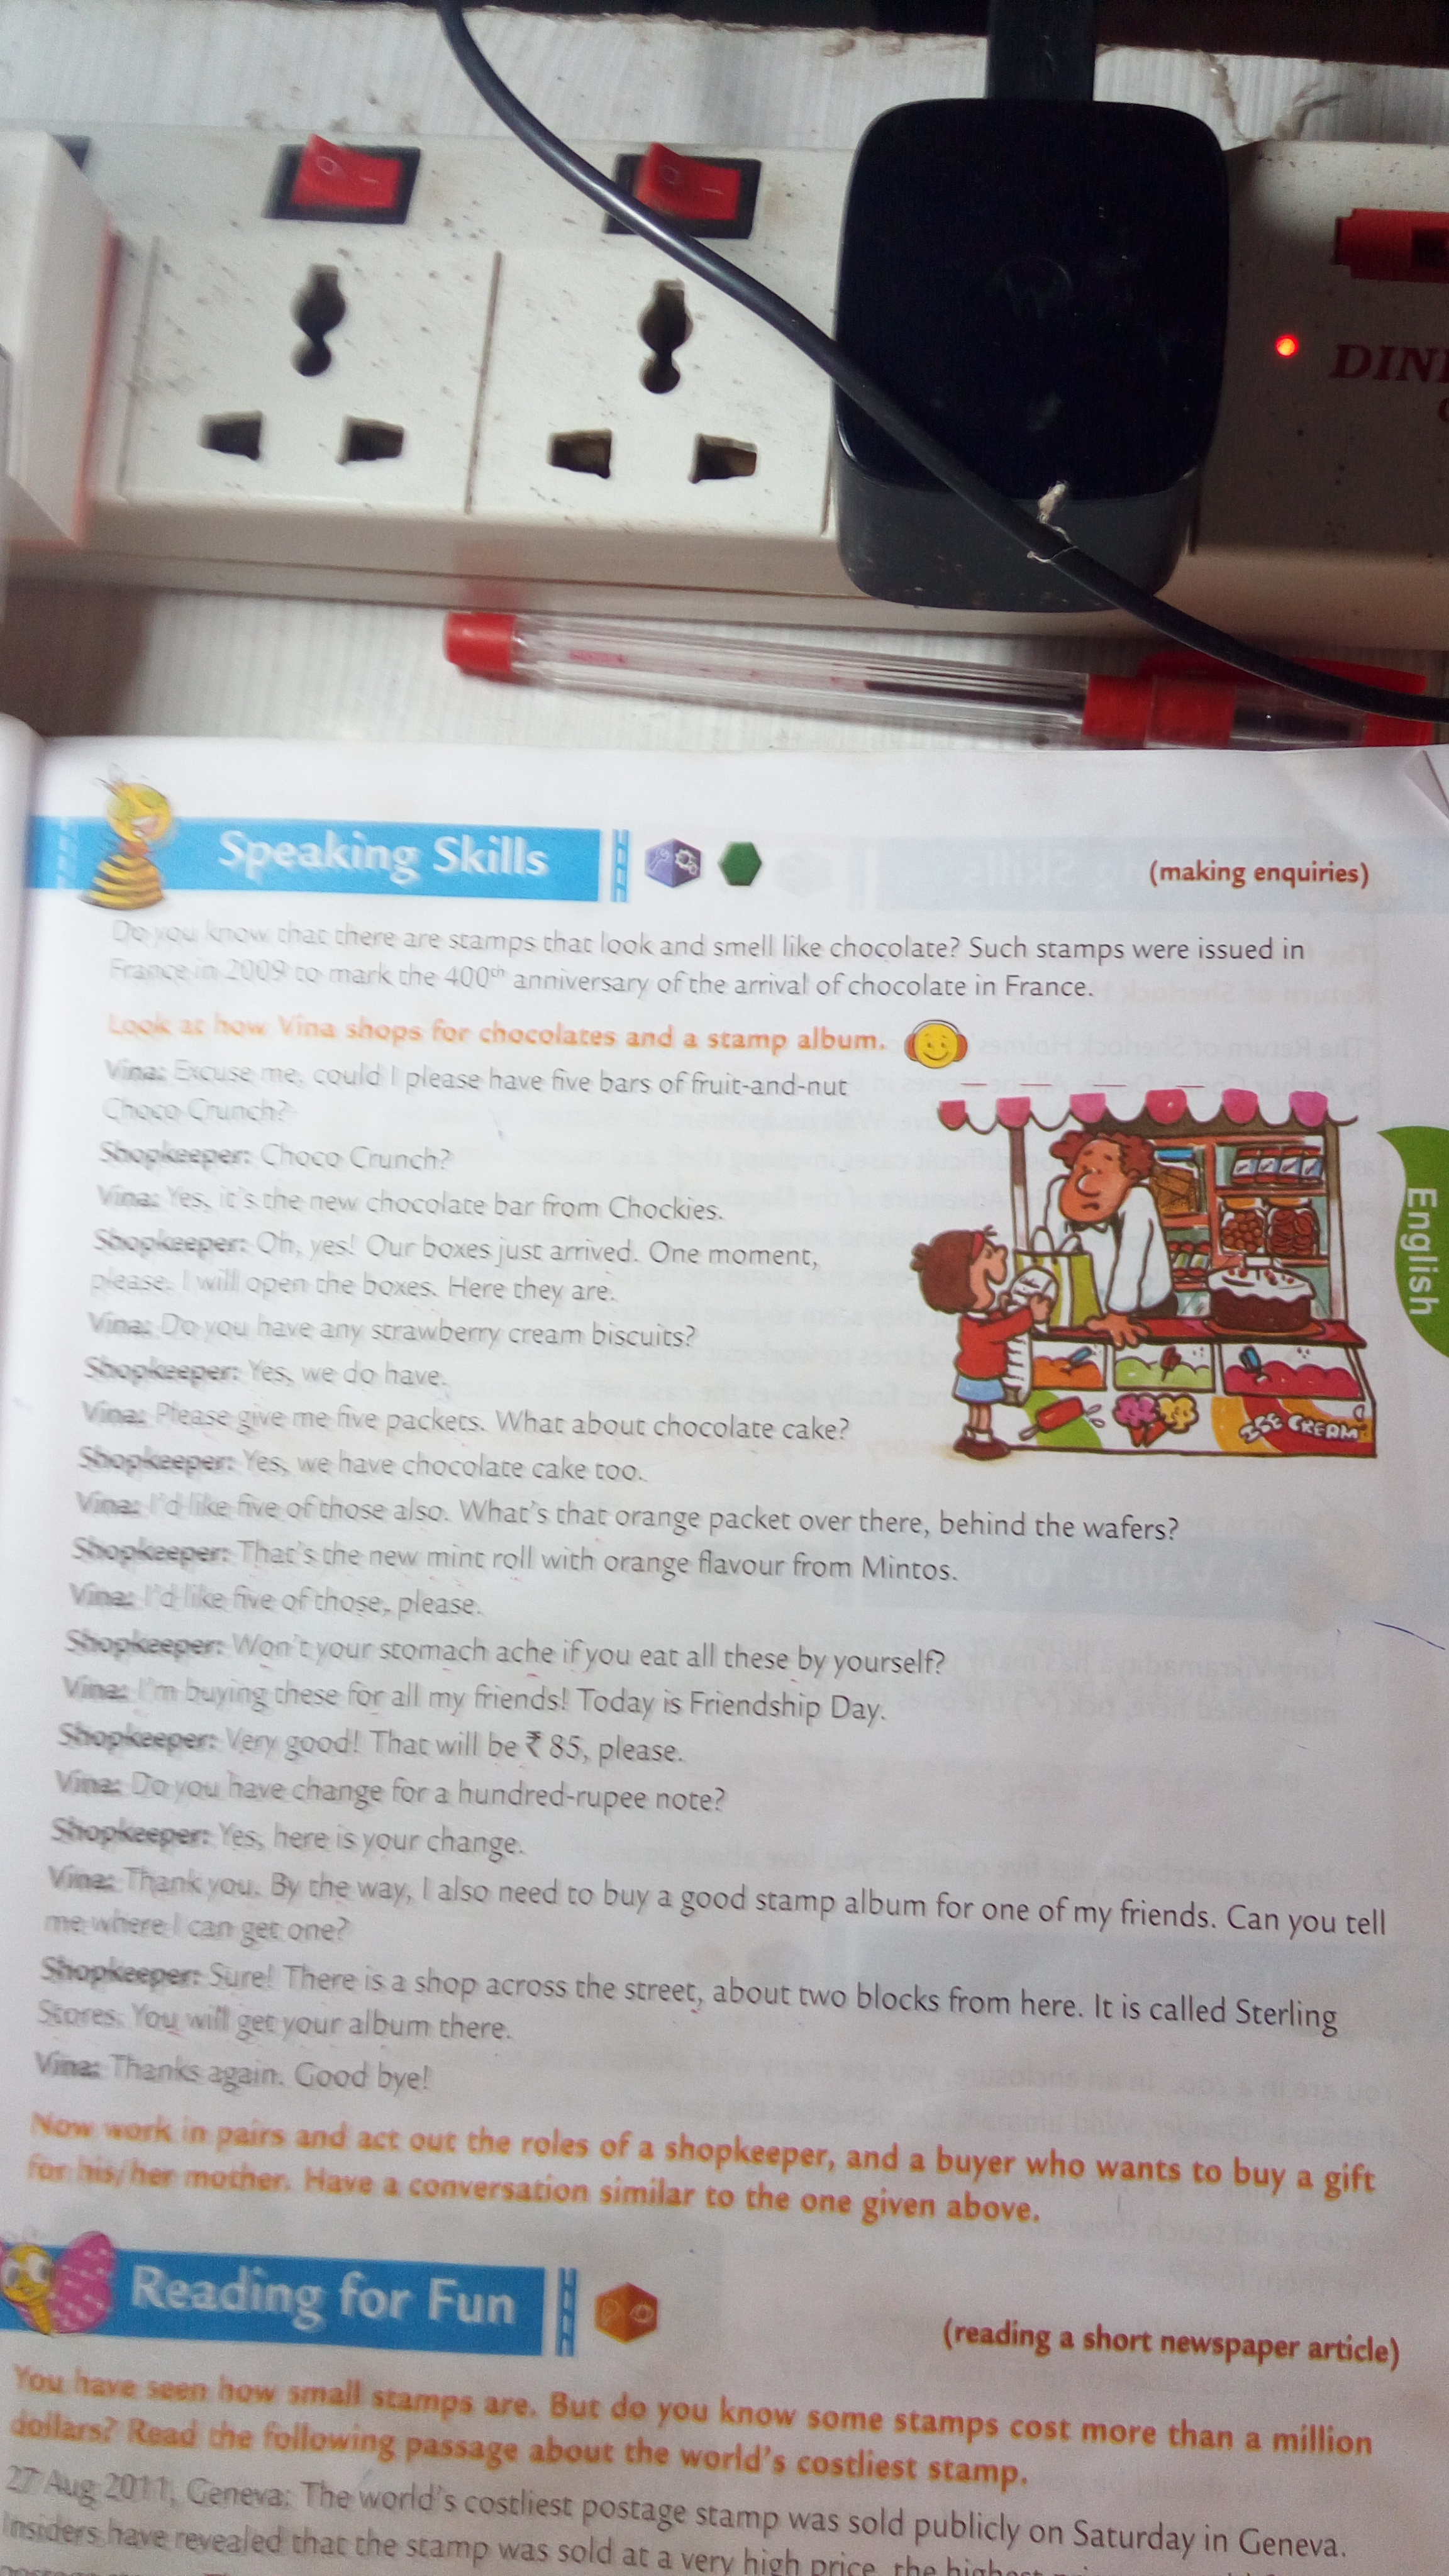 DIN
Speaking Skills
(making enquiries)
Do you know that there are stamps that look and smell like chocolate? Such stamps were issued in
France in 2009 to mark the 400th anniversary of the arrival of chocolate in France.
Look at how Vina shops for chocolates and a stamp album.
Vina: Excuse me, could I please have five bars of fruit-and-nut
Choco Crunch?
Shopkeeper: Choco Crunch?
Vina: Yes, it's the new chocolate bar from Chockies.
Shopkeeper: Oh, yes! Our boxes just arrived. One moment,
please. I will open the boxes. Here they are.
Vina: Do you have any strawberry cream biscuits?
Shopkeeper: Yes, we do have.
Vina: Please give me five packets. What about chocolate cake?
Shopkeeper: Yes, we have chocolate cake too.
Vina: I'd like five of those also. What's that orange packet over there, behind the wafers?
Shopkeeper: That's the new mint roll with orange flavour from Mintos.
Vina: I'd like five of those, please.
Shopkeeper: Won't your stomach ache if you eat all these by yourself?
Vina: I'm buying these for all my friends! Today is Friendship Day.
Shopkeeper: Very good! That will be ₹ 85, please.
Vina: Do you have change for a hundred-rupee note?
Shopkeeper: Yes, here is your change.
Vina: Thank you. By the way, I also need to buy a good stamp album for one of my friends. Can you tell
me where I can get one?
Shopkeeper: Sure! There is a shop across the street, about two blocks from here. It is called Sterling
Stores. You will get your album there.
Vina: Thanks again. Good bye!
ICE CREAM
English
Now work in pairs and act out the roles of a shopkeeper, and a buyer who wants to buy a gift
for his/her mother. Have a conversation similar to the one given above.
Reading for Fun
(reading a short newspaper article)
You have seen how small stamps are. But do you know some stamps cost more than a million
dollars? Read the following passage about the world's costliest stamp.
27 Aug 2011, Geneva: The world's costliest postage stamp was sold publicly on Saturday in Geneva.
Insiders have revealed that the stamp was sold at a very high price, the highest